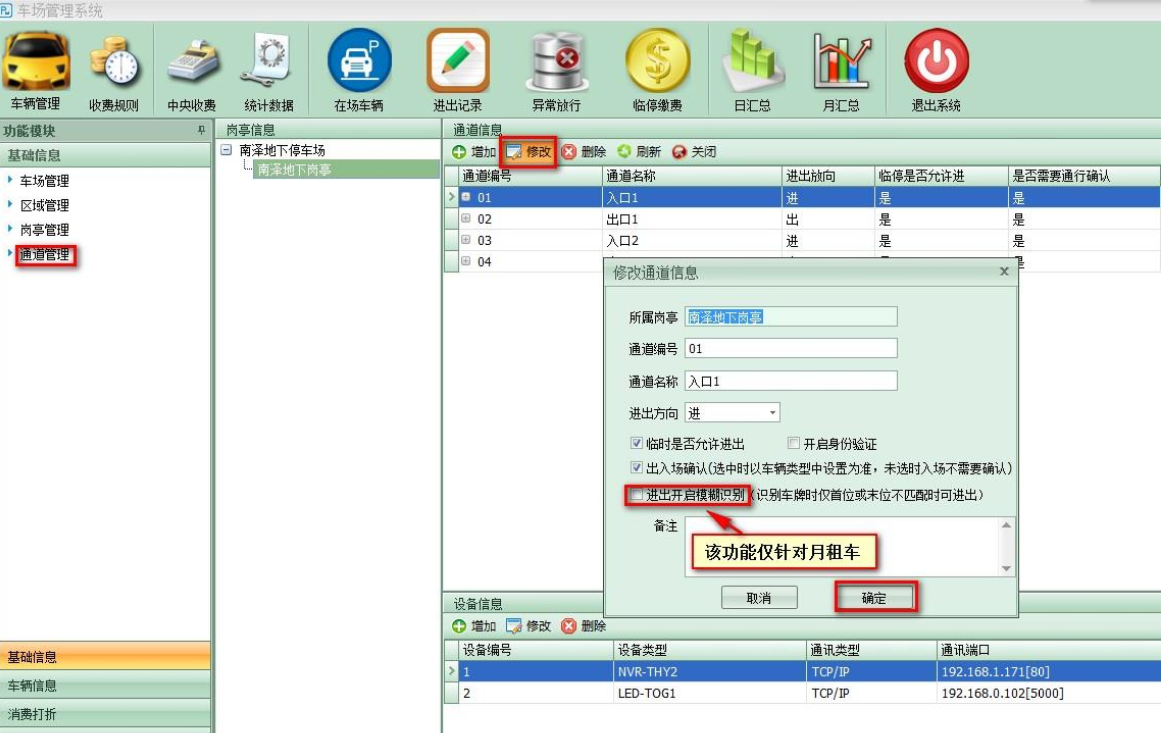 车场管理系统
车辆管理 收费规则 中央收费 统计数据 在场车辆 进出记录 异常放行 临停缴费 日汇总 月汇总 退出系统
功能模块
基础信息
车场管理
区域管理
岗亭管理
通道管理
基础信息
车辆信息
消费打折
岗亭信息
南泽地下停车场
南泽地下岗亭
通道信息
增加 修改 删除 刷新 关闭
通道编号 通道名称 进出放向 临停是否允许进 是否需要通行确认
01 入口1 进 是 是
02 出口1 出 是 是
03 入口2 进 是 是
04
修改通道信息 x
所属岗亭 南泽地下岗亭
通道编号 01
通道名称 入口1
进出方向 进
临时是否允许进出 开启身份验证
出入场确认(选中时以车辆类型中设置为准，未选时入场不需要确认)
进出开启模糊识别 (识别车牌时仅首位或末位不匹配时可进出)
备注
该功能仅针对月租车
取消 确定
设备信息
增加 修改 删除
设备编号 设备类型 通讯类型 通讯端口
1 NVR-THY2 TCP/IP 192.168.1.171[80]
2 LED-TOG1 TCP/IP 192.168.0.102[5000]